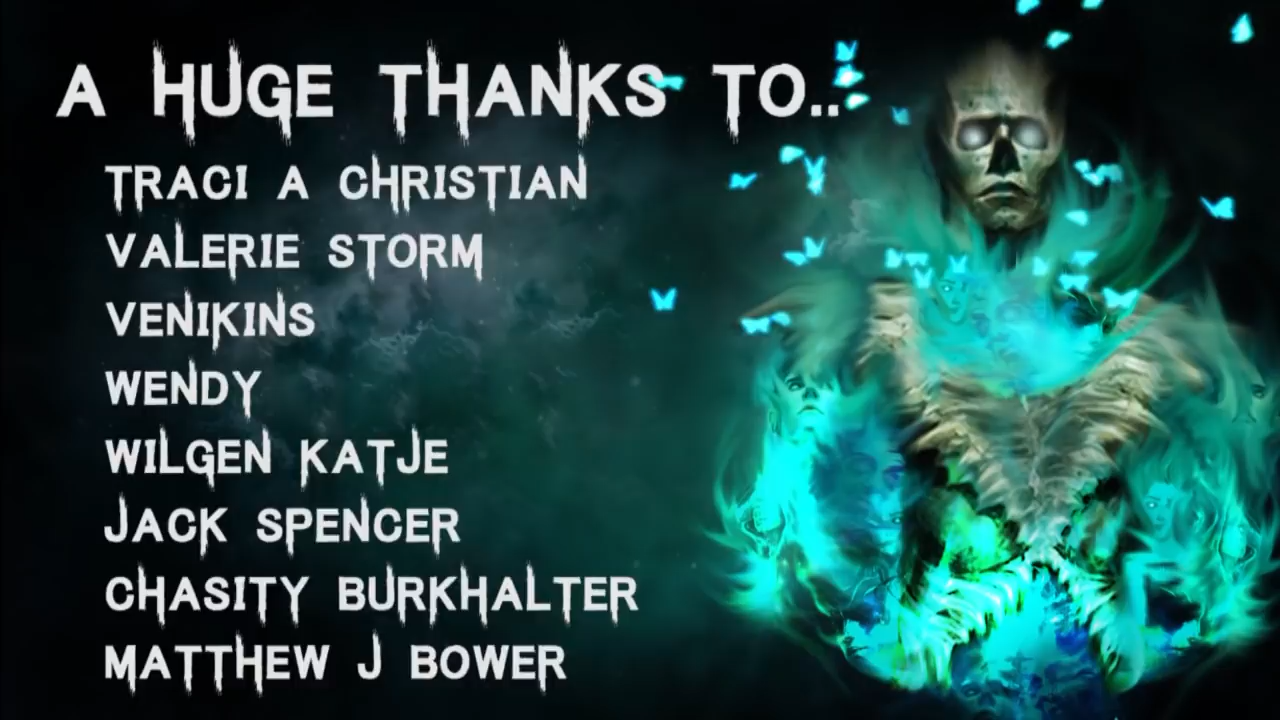 A HUGE THANKS TO..
TRACI A CHRISTIAN
VALERIE STORM
VENIKINS
WENDY
WILGEN KATJE
JACK SPENCER
CHASITY BURKHALTER
MATTHEW J BOWER